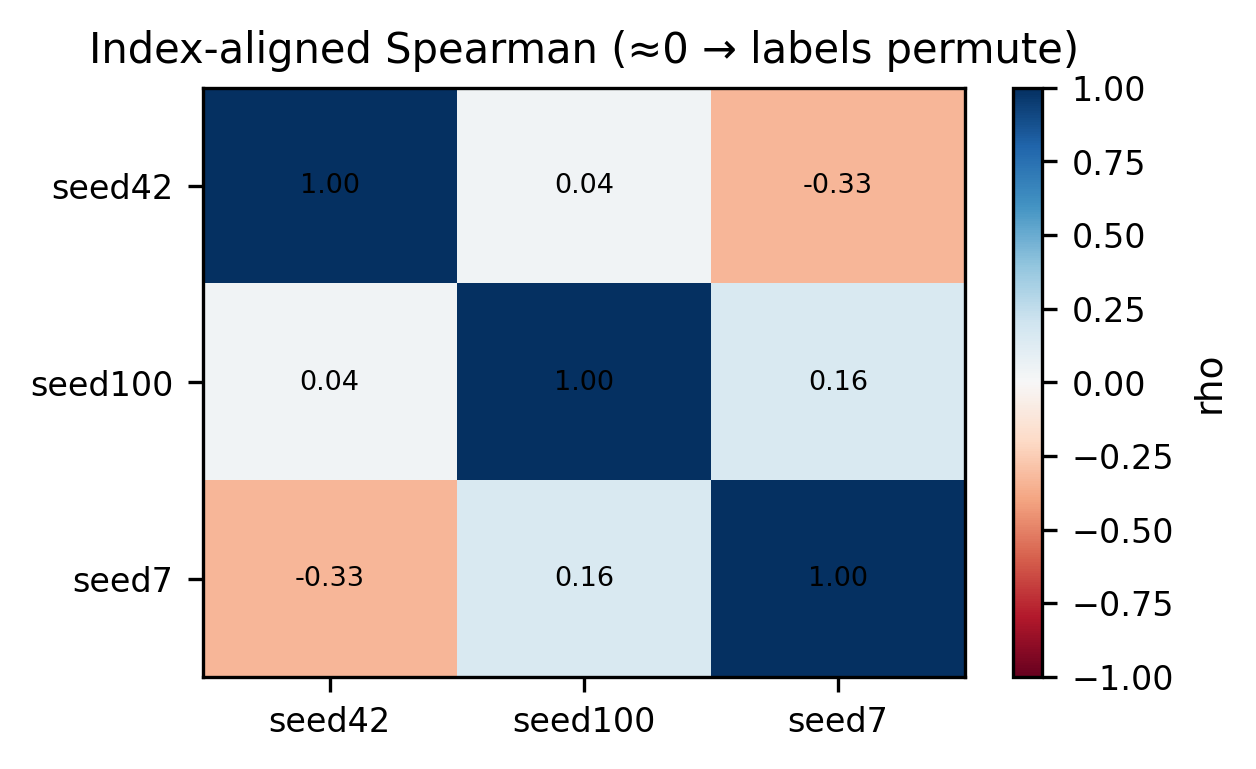 Index-aligned Spearman (≈0 → labels permute)
seed42
1.00
0.04
-0.33
seed100
0.04
1.00
0.16
seed7
-0.33
0.16
1.00
seed42
seed100
seed7
1.00
0.75
0.50
0.25
0.00
−0.25
−0.50
−0.75
−1.00
rho